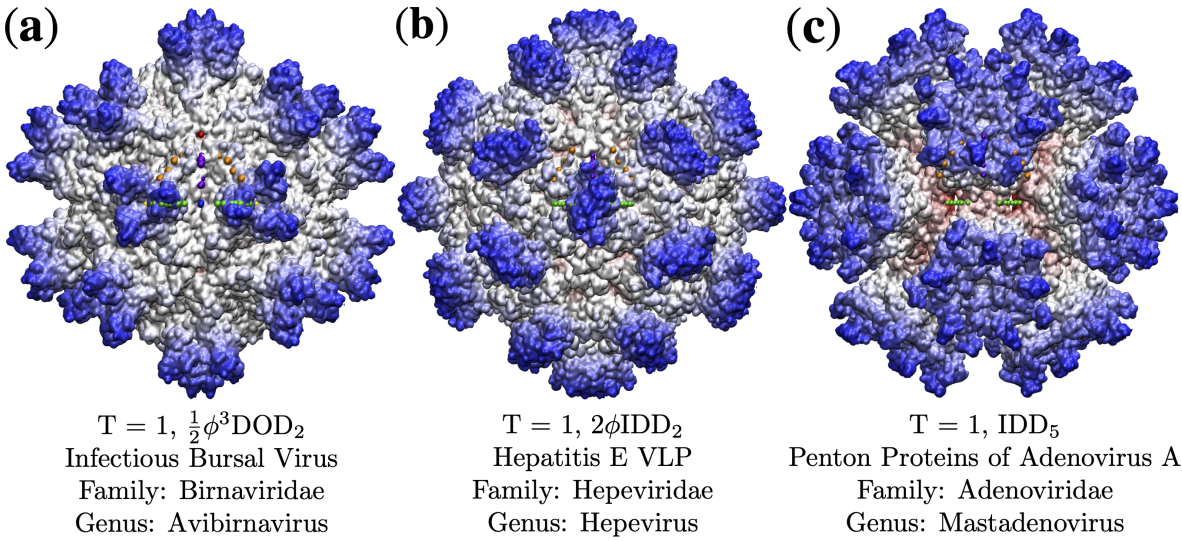 (a)
(b)
(c)
T = 1, ½ϕ³DOD₂
Infectious Bursal Virus
Family: Birnaviridae
Genus: Avibirnavirus
T = 1, 2ϕIDD₂
Hepatitis E VLP
Family: Hepeviridae
Genus: Hepevirus
T = 1, IDD₅
Penton Proteins of Adenovirus A
Family: Adenoviridae
Genus: Mastadenovirus